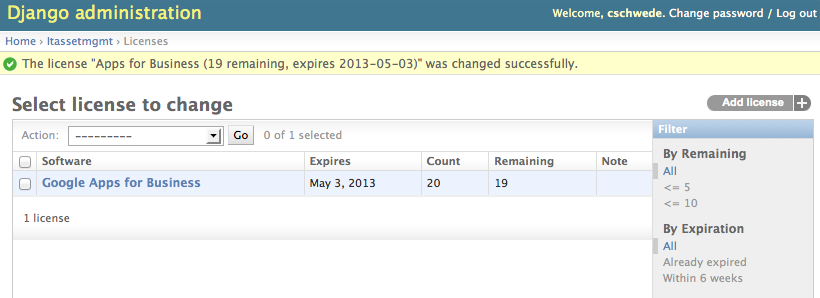 Django administration
Welcome, cschwede. Change password / Log out
Home › Itassetmgmt › Licenses
The license "Apps for Business (19 remaining, expires 2013-05-03)" was changed successfully.
Select license to change
Add license +
Action: --------- Go 0 of 1 selected
Software Expires Count Remaining Note
Google Apps for Business May 3, 2013 20 19
1 license
Filter
By Remaining
All
<= 5
<= 10
By Expiration
All
Already expired
Within 6 weeks